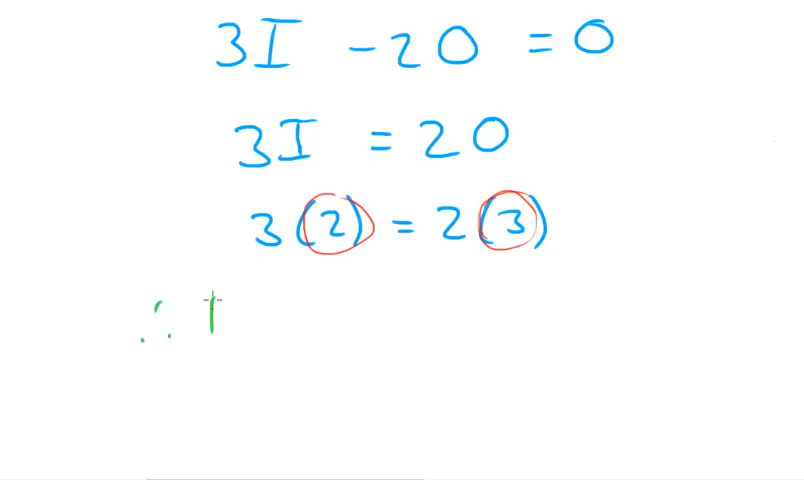 3I - 2O = 0
3I = 2O
3(2) = 2(3)
∴ I